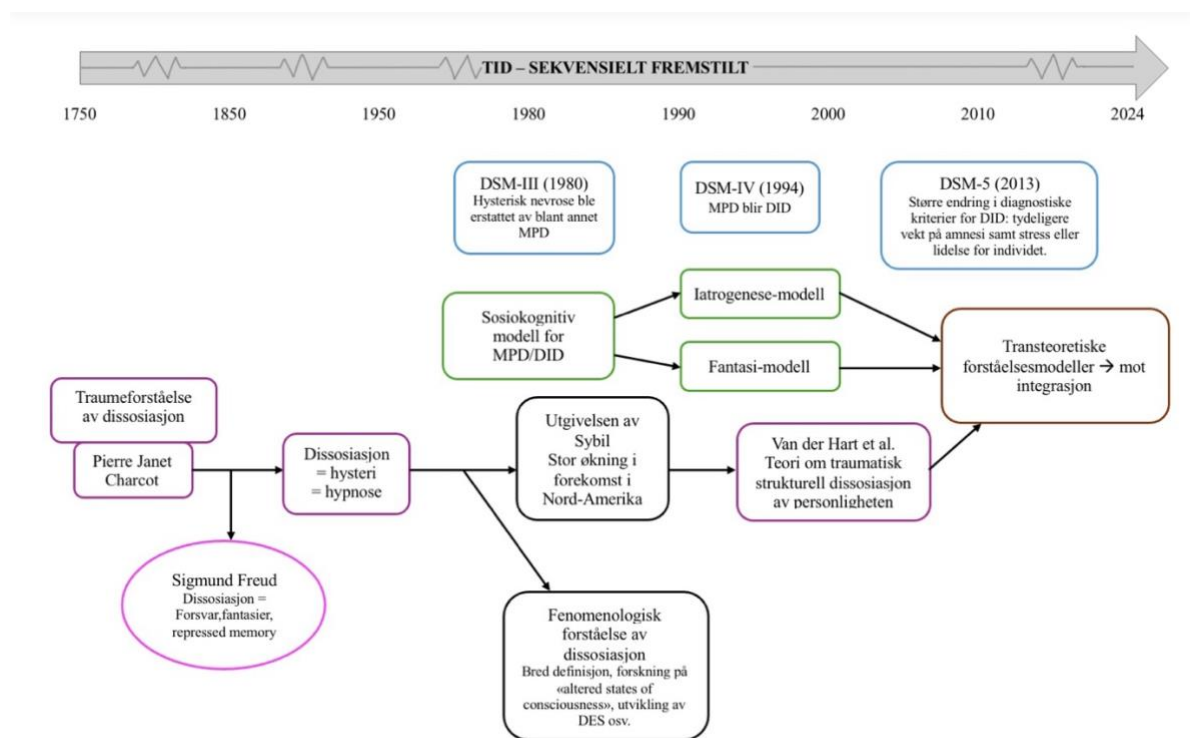 TID – SEKVENSIELT FREMSTILT
1750 1850 1950 1980 1990 2000 2010 2024
DSM-III (1980)
Hysterisk nevrose ble
erstattet av blant annet
MPD
DSM-IV (1994)
MPD blir DID
DSM-5 (2013)
Større endring i diagnostiske
kriterier for DID: tydeligere
vekt på amnesi samt stress eller
lidelse for individet.
Sosiokognitiv
modell for
MPD/DID
Iatrogenese-modell
Fantasi-modell
Transteoretiske
forståelsesmodeller → mot
integrasjon
Traumeforståelse
av dissosiasjon
Pierre Janet
Charcot
Dissosiasjon
= hysteri
= hypnose
Utgivelsen av
Sybil
Stor økning i
forekomst i
Nord-Amerika
Van der Hart et al.
Teori om traumatisk
strukturell dissosiasjon
av personligheten
Sigmund Freud
Dissosiasjon =
Forsvar,fantasier,
repressed memory
Fenomenologisk
forståelse av
dissosiasjon
Bred definisjon, forskning på
«altered states of
consciousness», utvikling av
DES osv.